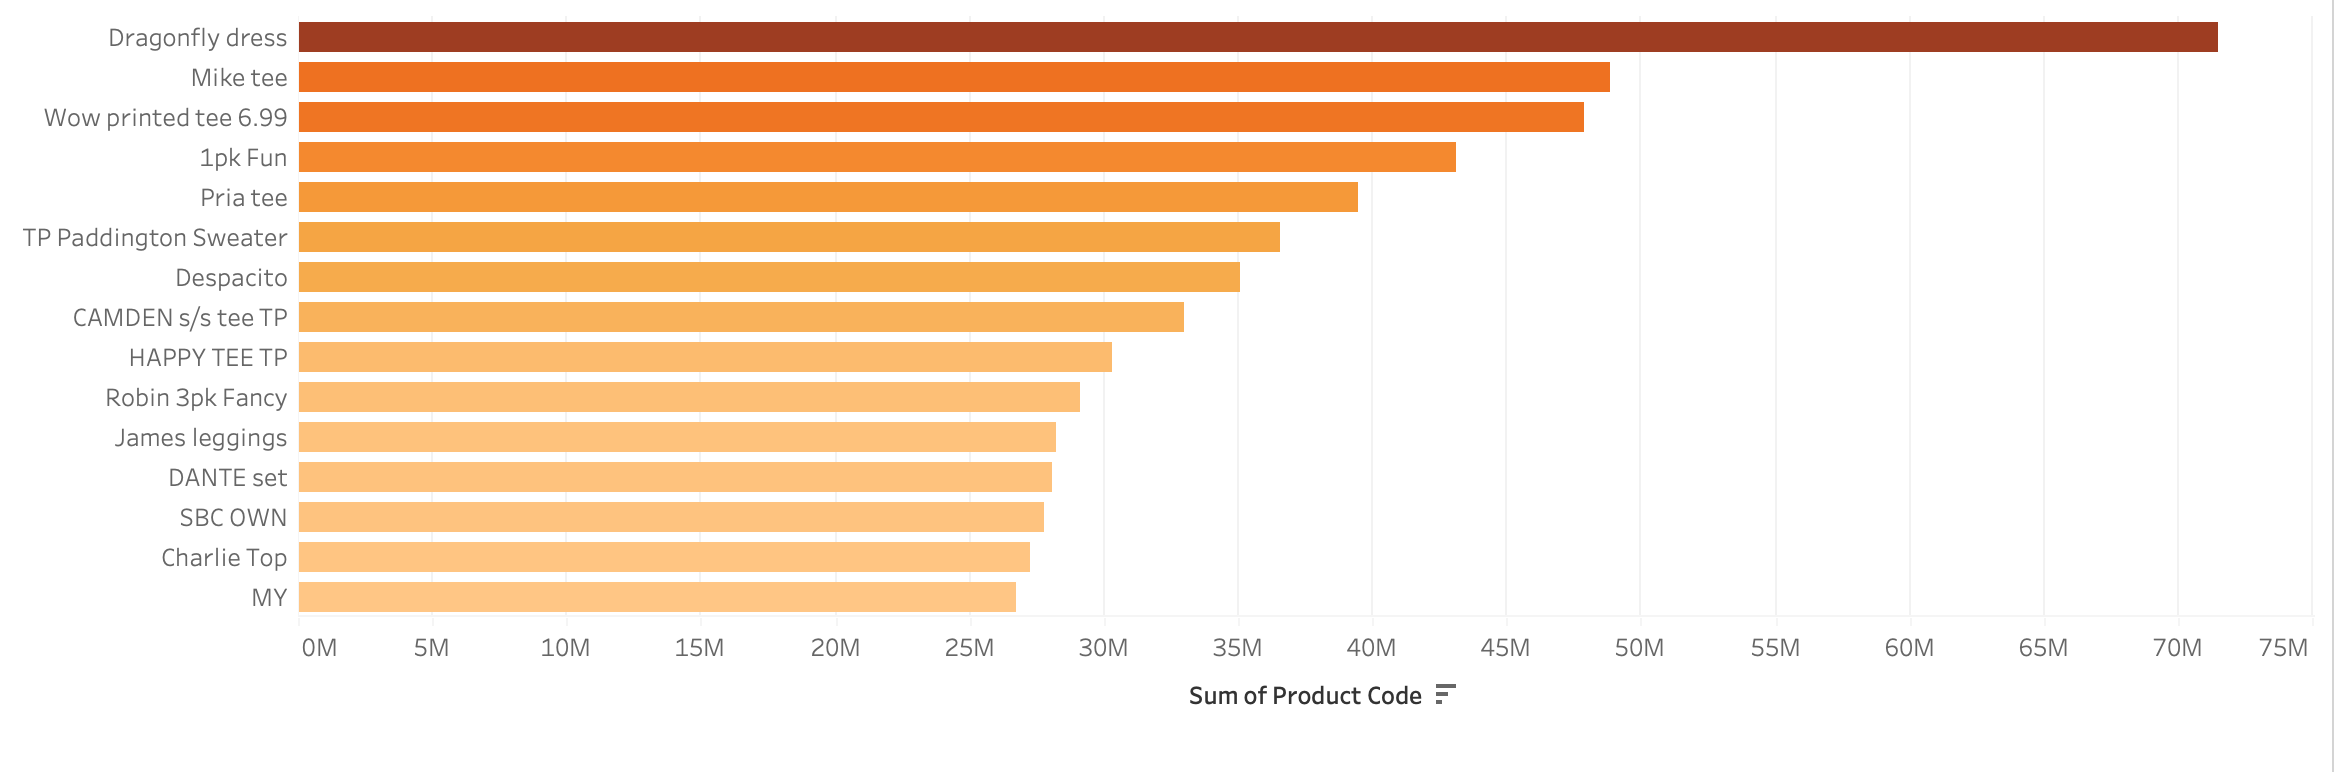 Dragonfly dress
Mike tee
Wow printed tee 6.99
1pk Fun
Pria tee
TP Paddington Sweater
Despacito
CAMDEN s/s tee TP
HAPPY TEE TP
Robin 3pk Fancy
James leggings
DANTE set
SBC OWN
Charlie Top
MY
0M 5M 10M 15M 20M 25M 30M 35M 40M 45M 50M 55M 60M 65M 70M 75M
Sum of Product Code